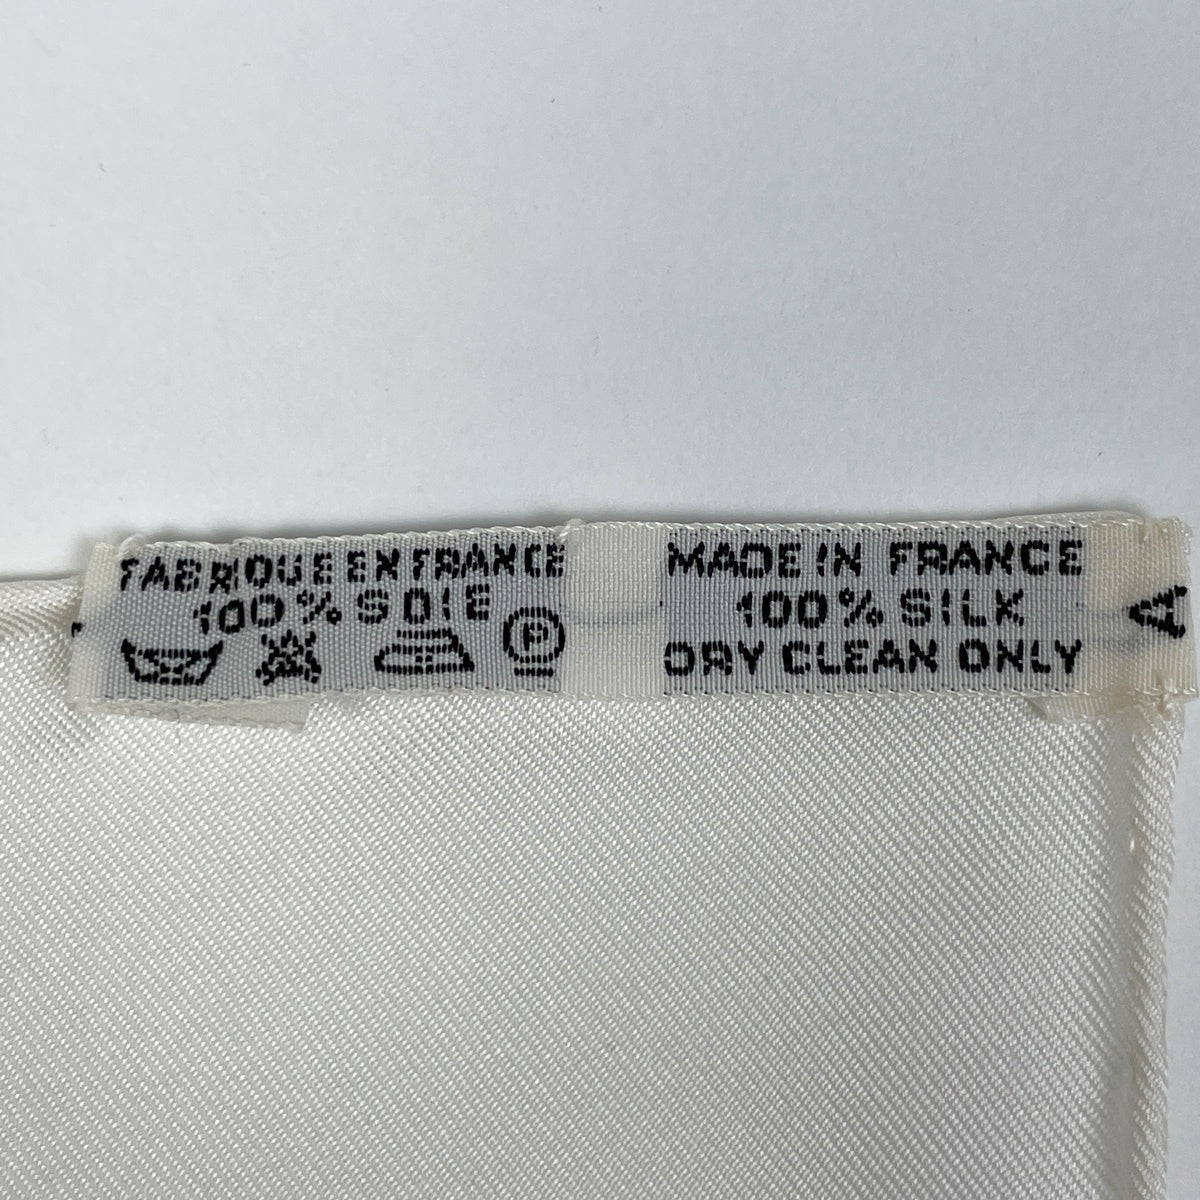 FABRIQUE EN FRANCE
100% SOIE
P
MADE IN FRANCE
100% SILK
DRY CLEAN ONLY
A